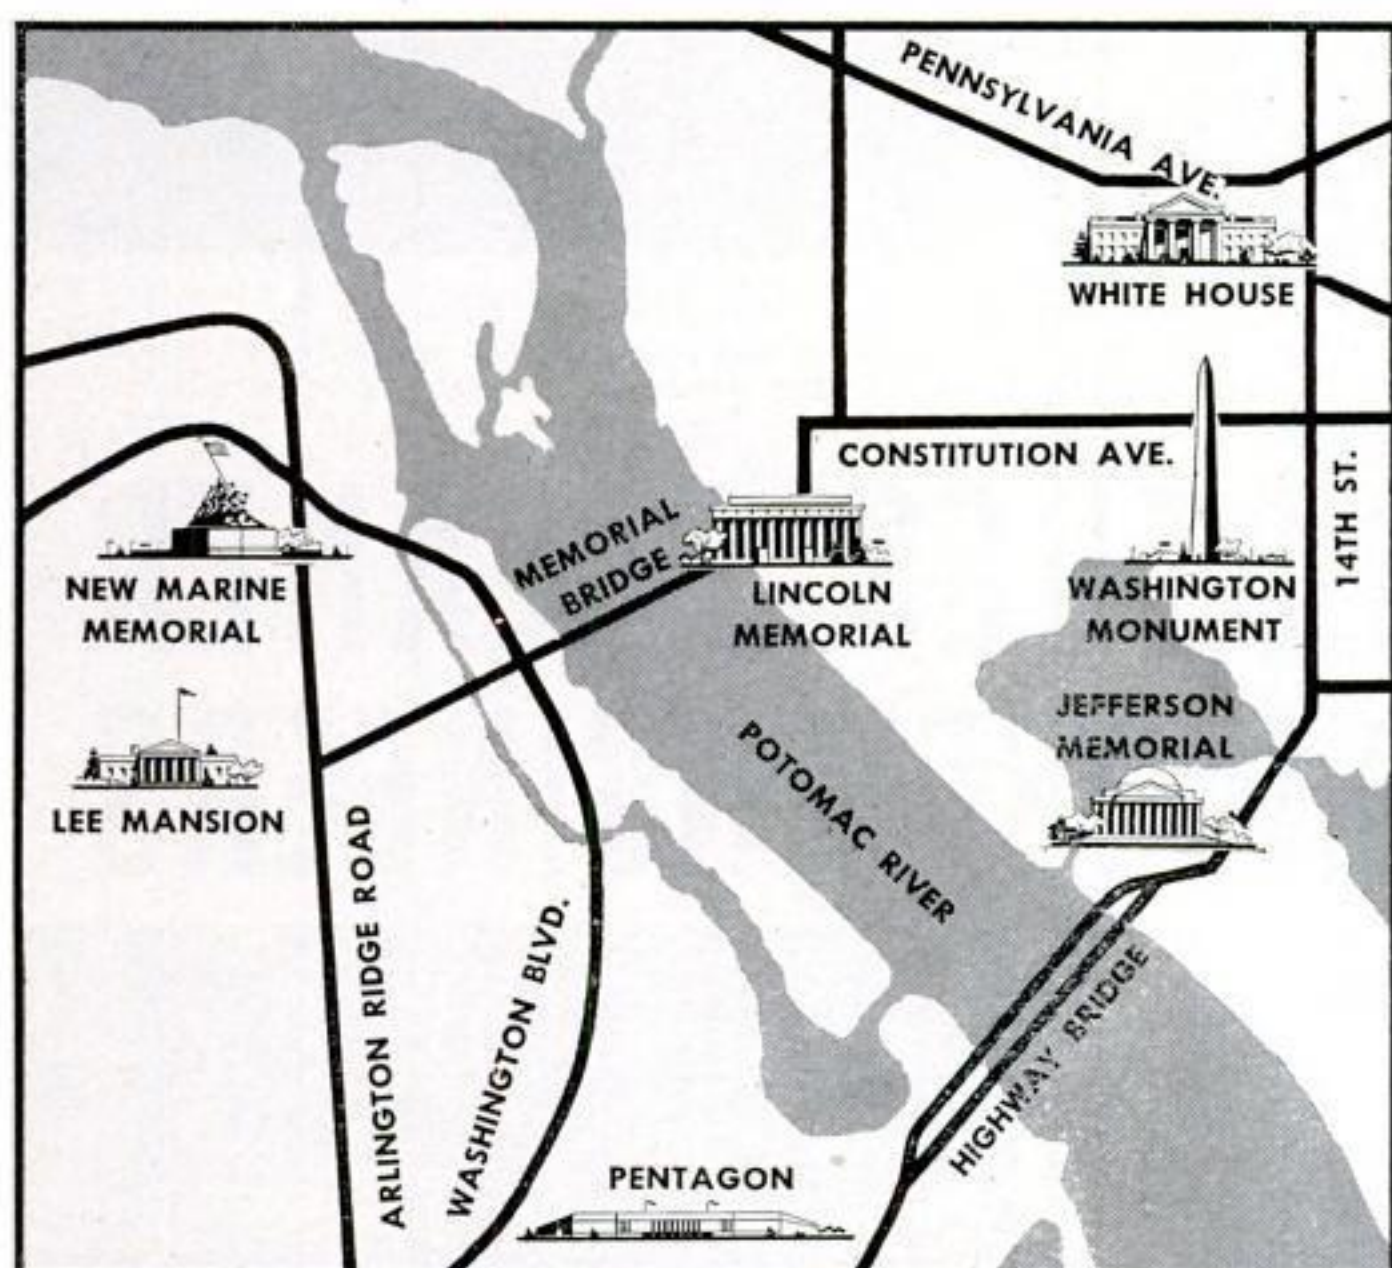 PENNSYLVANIA AVE.
WHITE HOUSE
CONSTITUTION AVE.
14TH ST.
MEMORIAL
BRIDGE
LINCOLN
MEMORIAL
WASHINGTON
MONUMENT
NEW MARINE
MEMORIAL
JEFFERSON
MEMORIAL
LEE MANSION
POTOMAC RIVER
ARLINGTON RIDGE ROAD
WASHINGTON BLVD.
HIGHWAY BRIDGE
PENTAGON